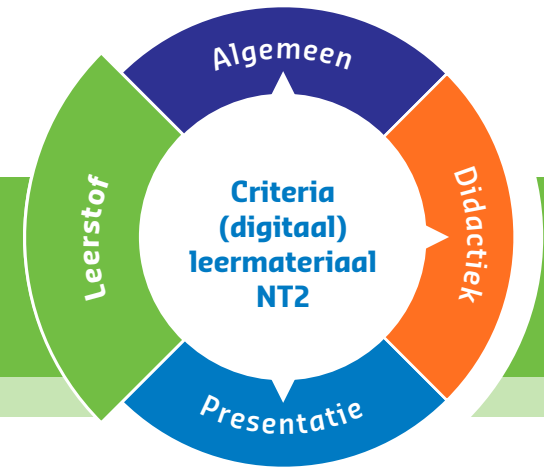 Algemeen
Leerstof
Didactiek
Criteria
(digitaal)
leermateriaal
NT2
Presentatie